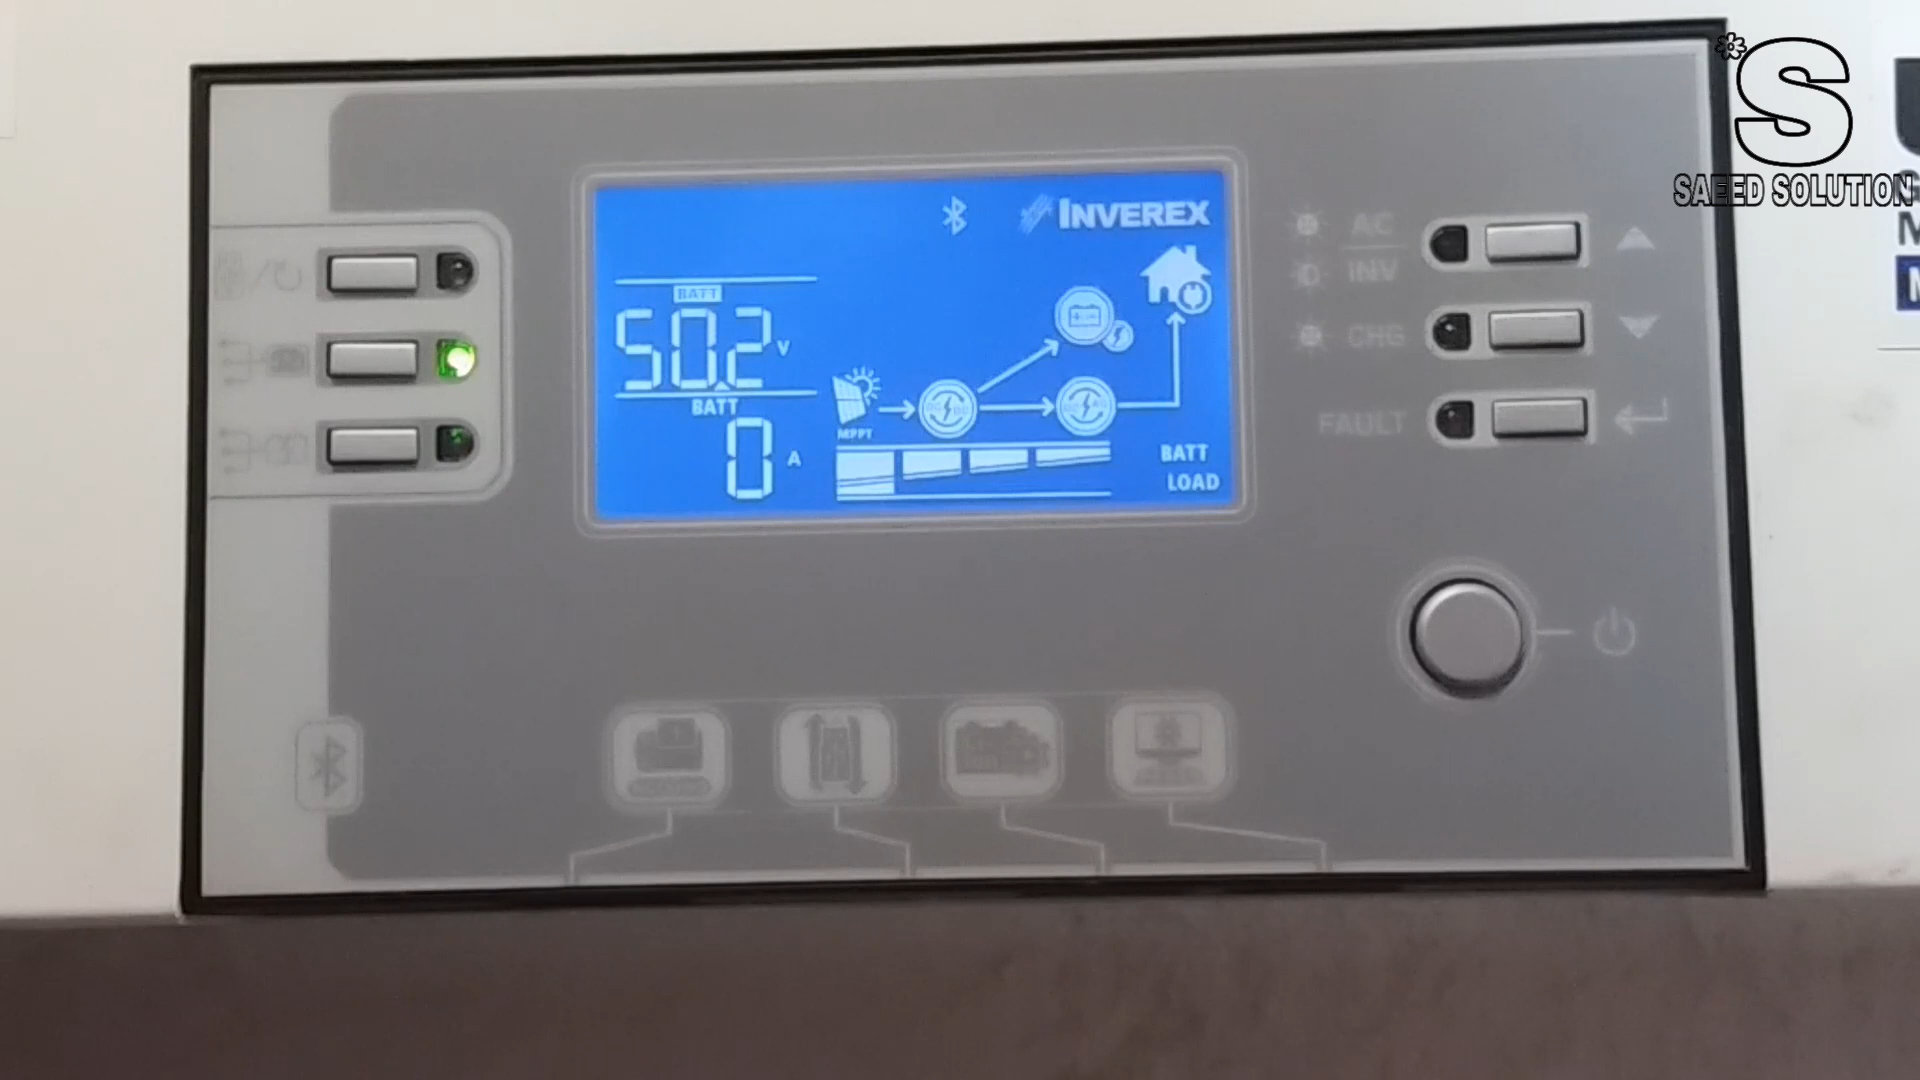 S
SAEED SOLUTION
INVEREX
BATT
50.2 V
BATT
0 A
MPPT
BATT
LOAD
AC
INV
CHG
FAULT
M